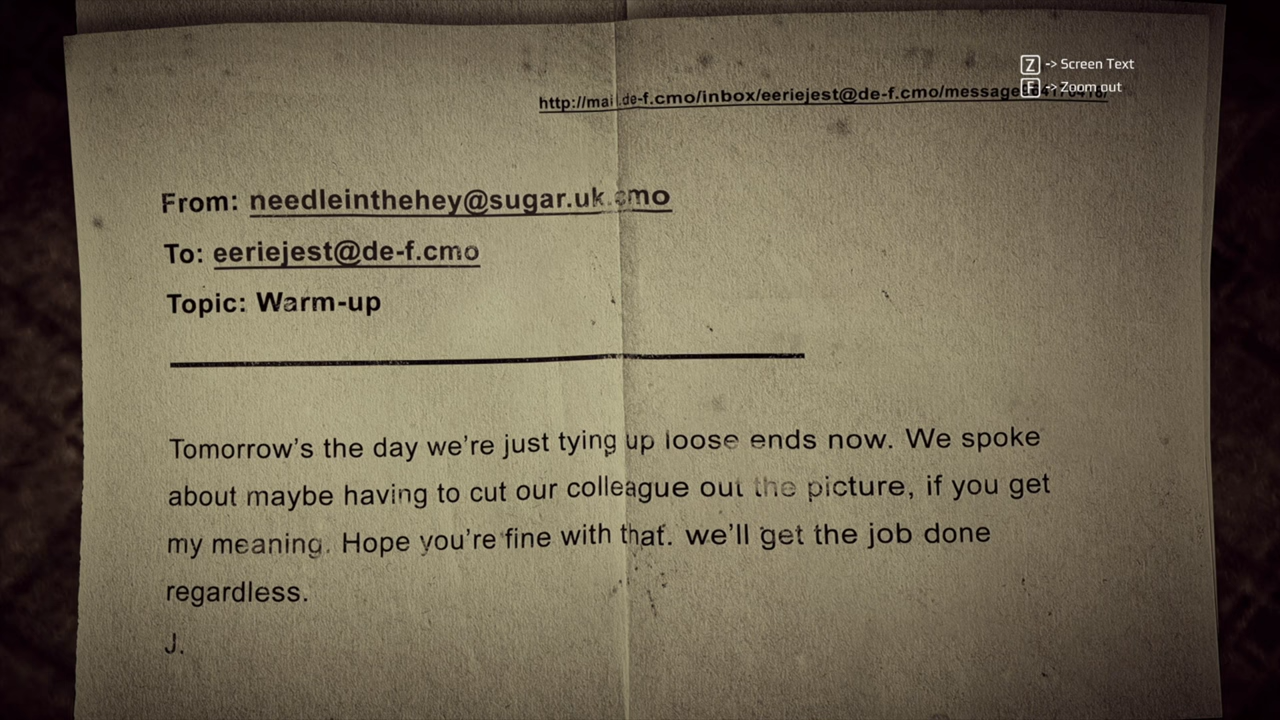 Z -> Screen Text
F -> Zoom out
http://mail.de-f.cmo/inbox/eeriejest@de-f.cmo/message
From: needleinthehey@sugar.uk.cmo
To: eeriejest@de-f.cmo
Topic: Warm-up
Tomorrow's the day we're just tying up loose ends now. We spoke
about maybe having to cut our colleague out the picture, if you get
my meaning. Hope you're fine with that. we'll get the job done
regardless.
J.